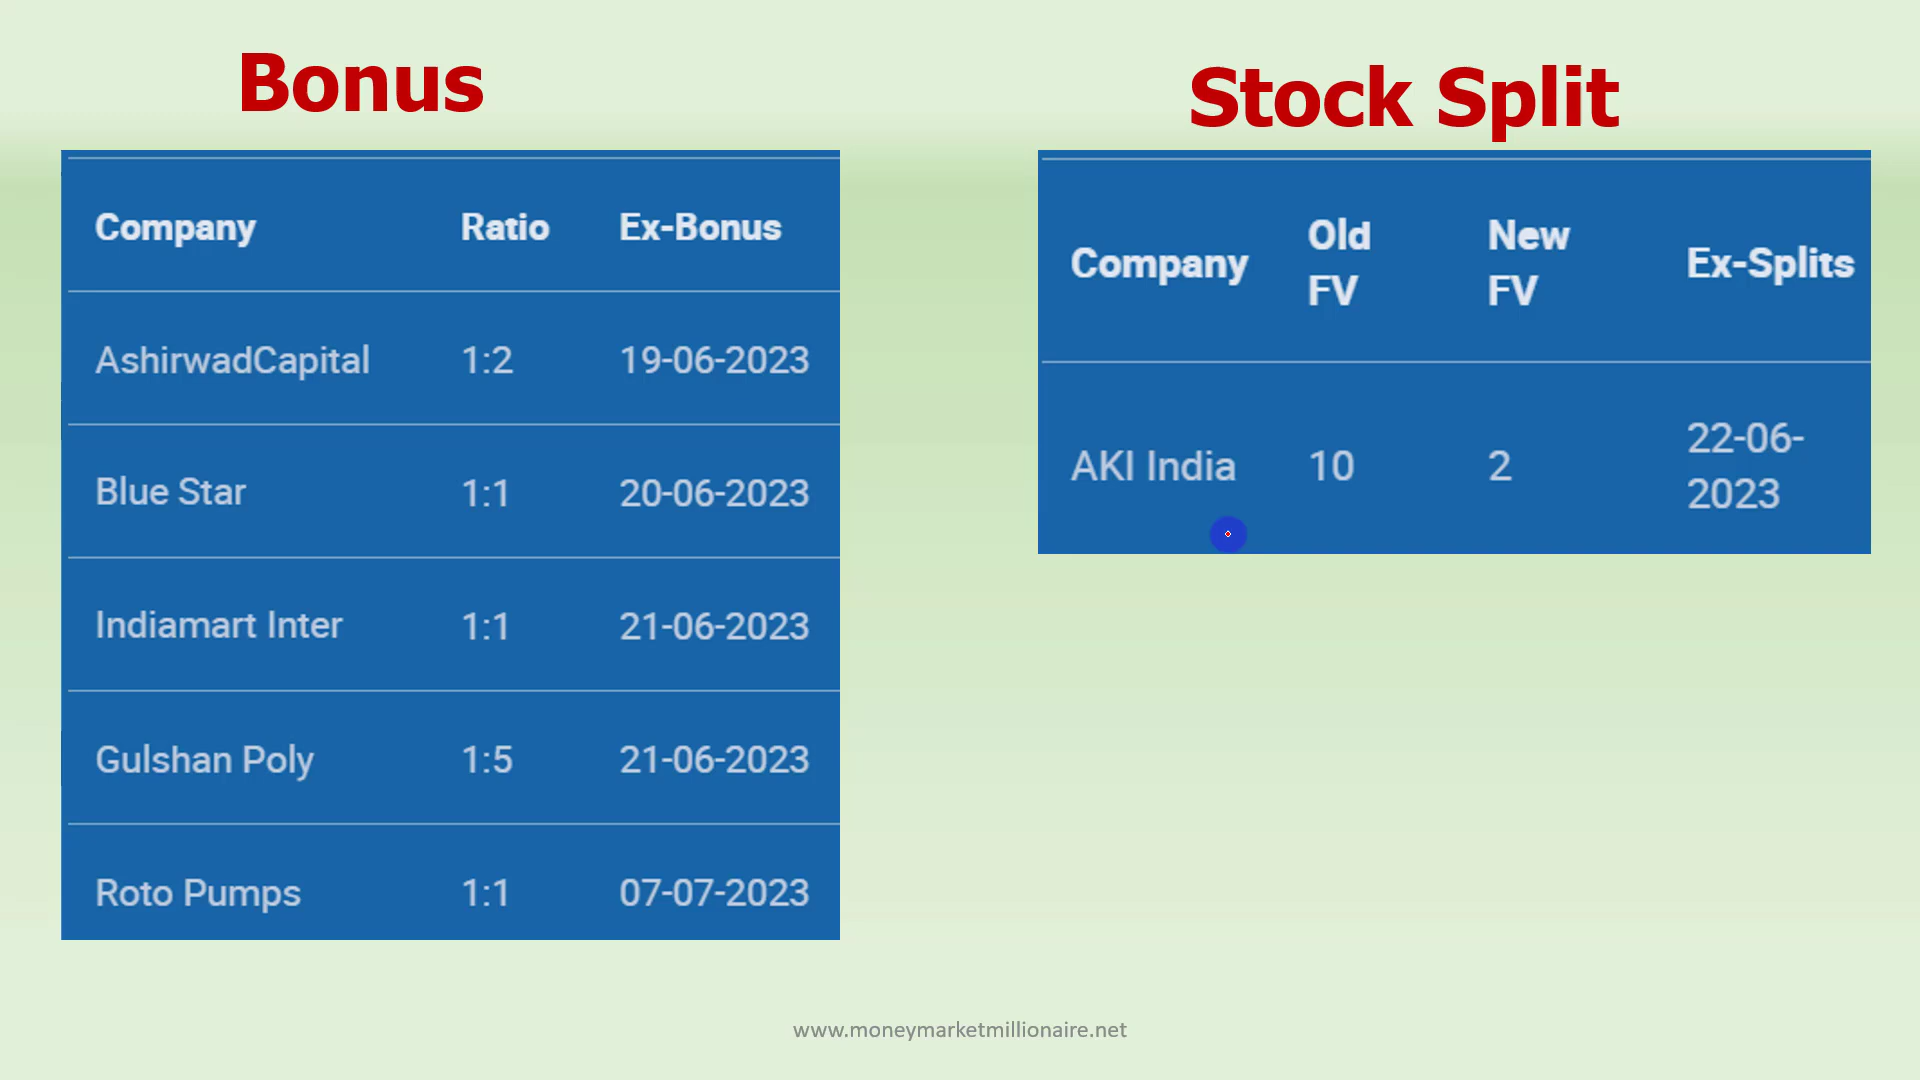 Bonus
Company Ratio Ex-Bonus
AshirwadCapital 1:2 19-06-2023
Blue Star 1:1 20-06-2023
Indiamart Inter 1:1 21-06-2023
Gulshan Poly 1:5 21-06-2023
Roto Pumps 1:1 07-07-2023
Stock Split
Company Old FV New FV Ex-Splits
AKI India 10 2 22-06-2023
www.moneymarketmillionaire.net